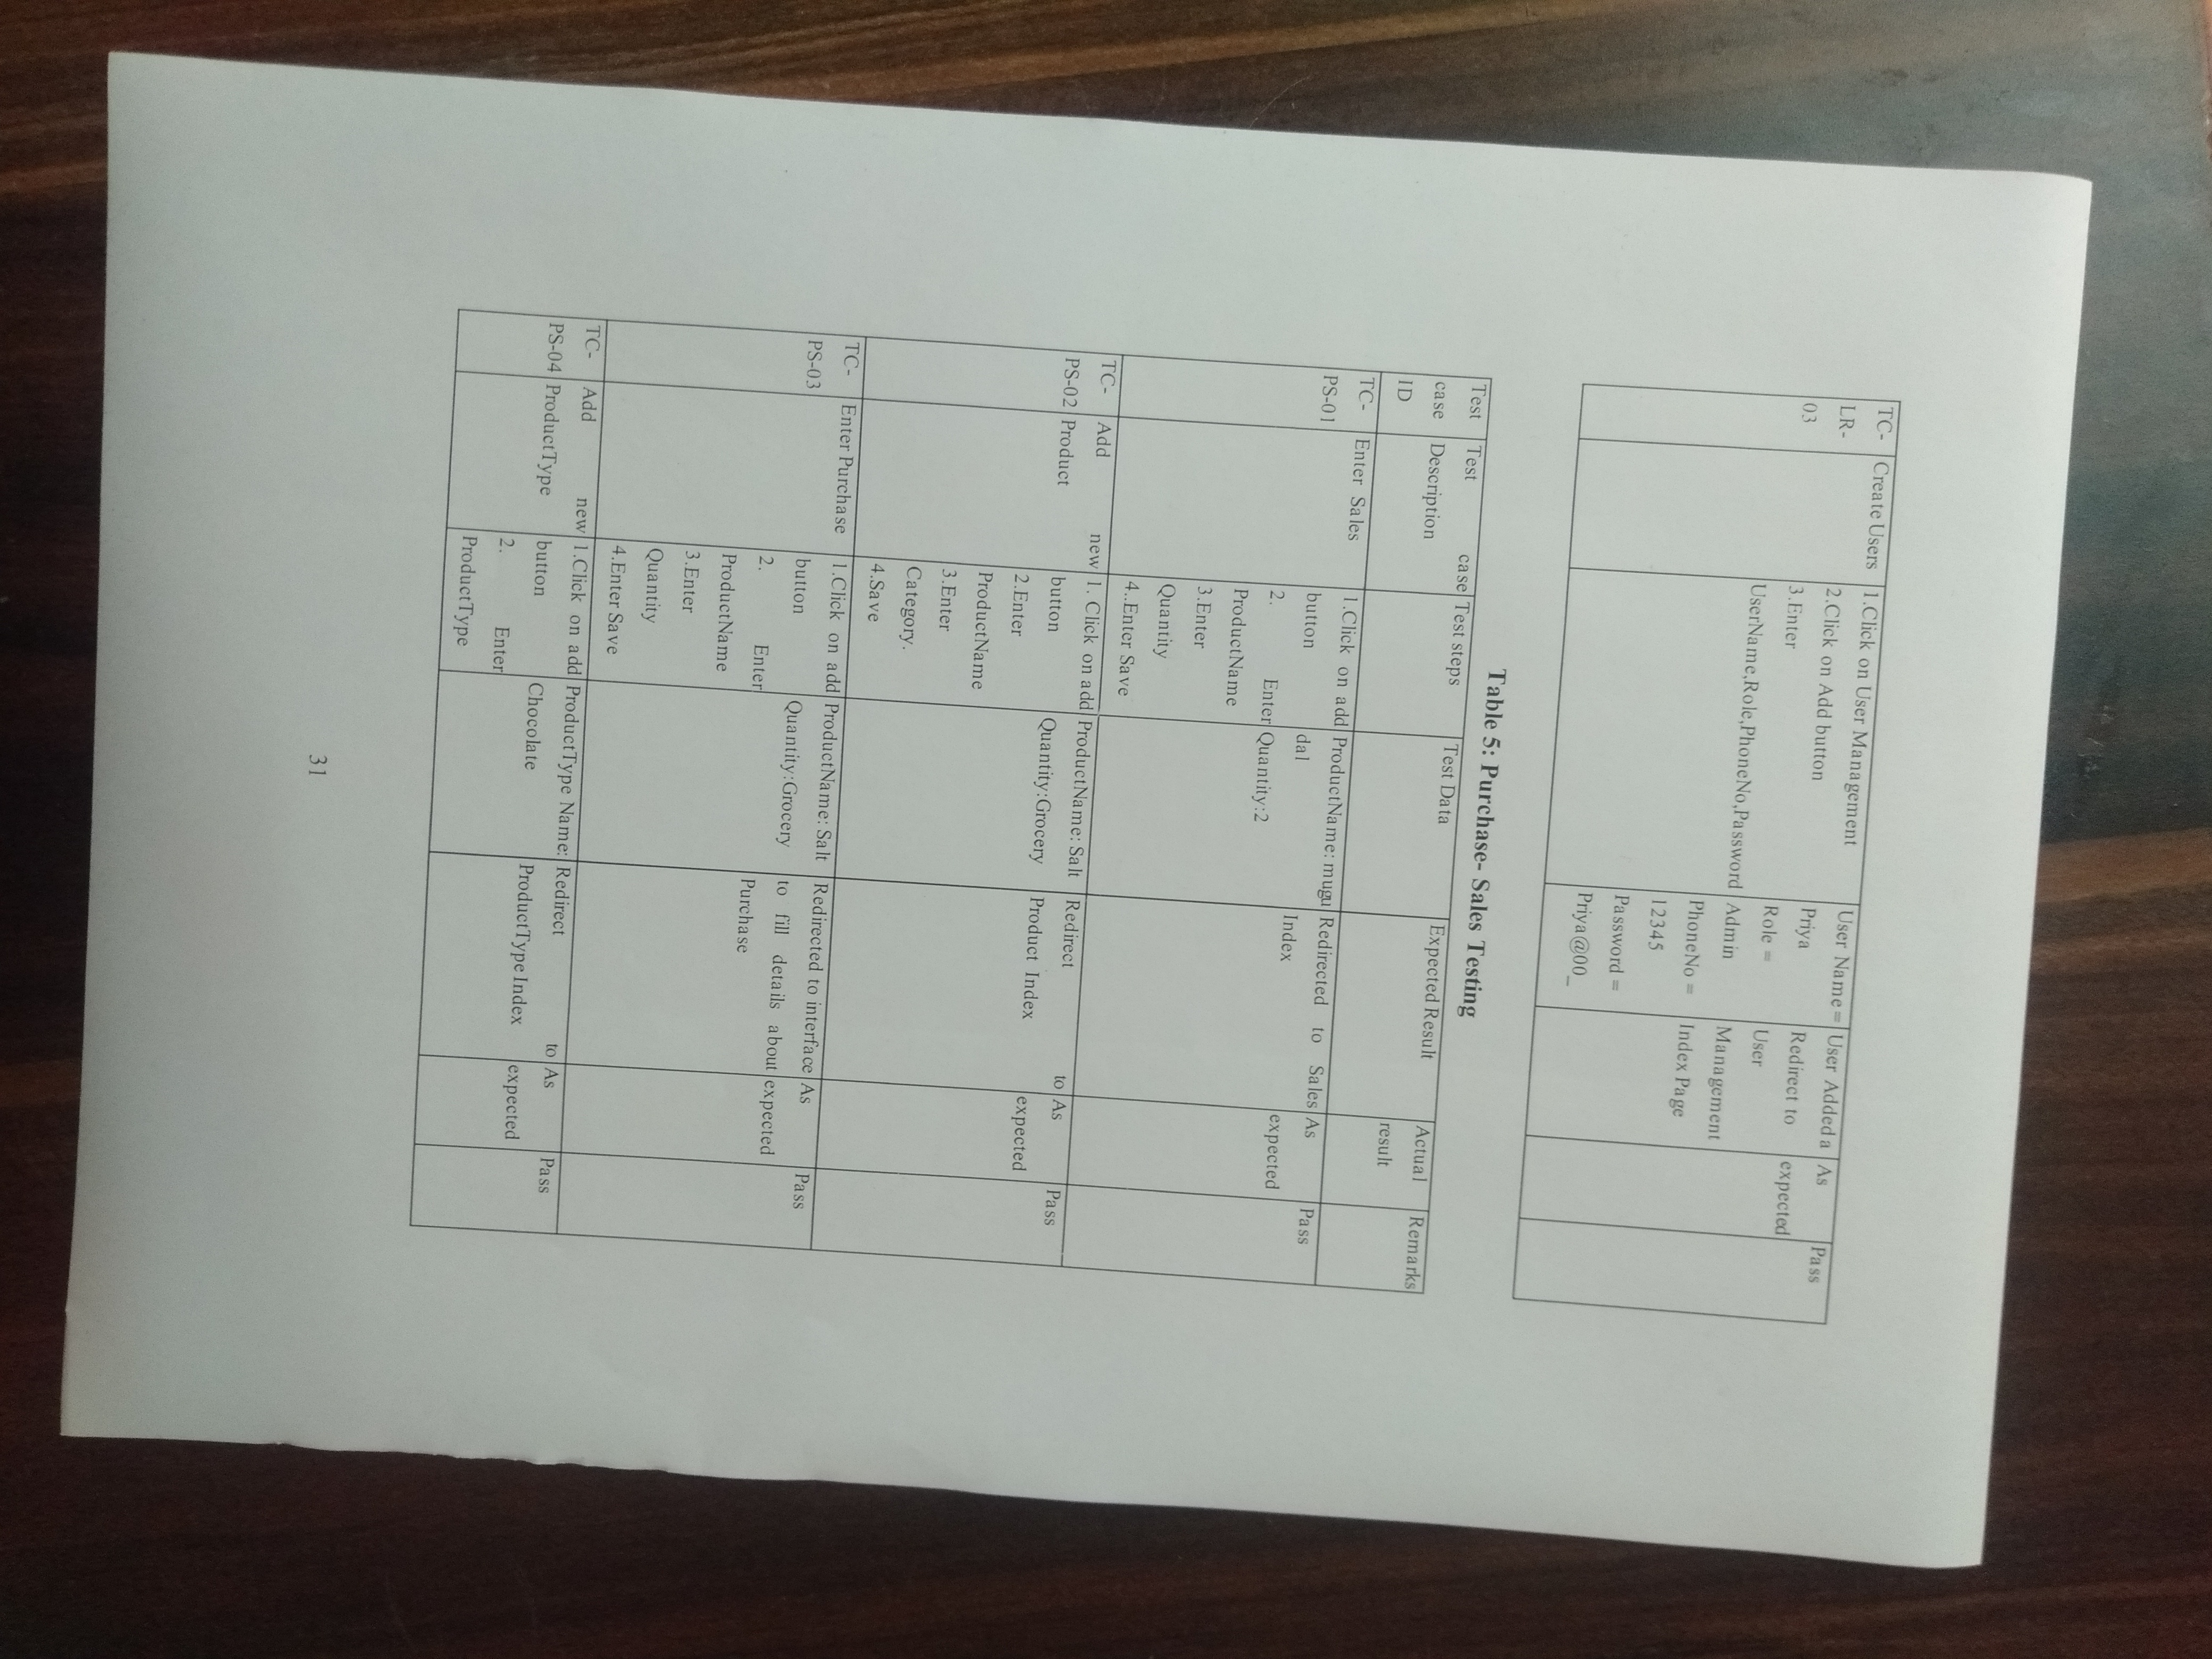 TC-
LR-
03
Create Users
1.Click on User Management
2.Click on Add button
3.Enter
UserName,Role,PhoneNo,Password
User Name =
Priya
Role =
Admin
PhoneNo =
12345
Password =
Priya@00_
User Added a
Redirect to
User
Management
Index Page
As
expected
Pass
Table 5: Purchase- Sales Testing
Test
case
ID
Test case
Description
Test steps
Test Data
Expected Result
Actual
result
Remarks
TC-
PS-01
Enter Sales
1.Click on add
button
2. Enter
ProductName
3.Enter
Quantity
4..Enter Save
ProductName: mugu
dal
Quantity:2
Redirected to Sales
Index
As
expected
Pass
TC-
PS-02
Add new
Product
1. Click on add
button
2.Enter
ProductName
3.Enter
Category.
4.Save
ProductName: Salt
Quantity:Grocery
Redirect to
Product Index
As
expected
Pass
TC-
PS-03
Enter Purchase
1.Click on add
button
2. Enter
ProductName
3.Enter
Quantity
4.Enter Save
ProductName: Salt
Quantity:Grocery
Redirected to interface
to fill details about
Purchase
As
expected
Pass
TC-
PS-04
Add new
ProductType
1.Click on add
button
2. Enter
ProductType
ProductType Name:
Chocolate
Redirect to
ProductType Index
As
expected
Pass
31